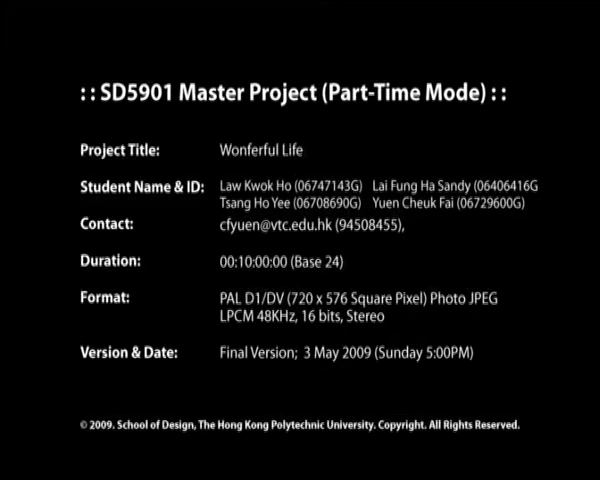 : : SD5901 Master Project (Part-Time Mode) : :
Project Title: Wonferful Life
Student Name & ID: Law Kwok Ho (06747143G) Lai Fung Ha Sandy (06406416G
Tsang Ho Yee (06708690G) Yuen Cheuk Fai (06729600G)
Contact: cfyuen@vtc.edu.hk (94508455),
Duration: 00:10:00:00 (Base 24)
Format: PAL D1/DV (720 x 576 Square Pixel) Photo JPEG
LPCM 48KHz, 16 bits, Stereo
Version & Date: Final Version; 3 May 2009 (Sunday 5:00PM)
© 2009. School of Design, The Hong Kong Polytechnic University. Copyright. All Rights Reserved.